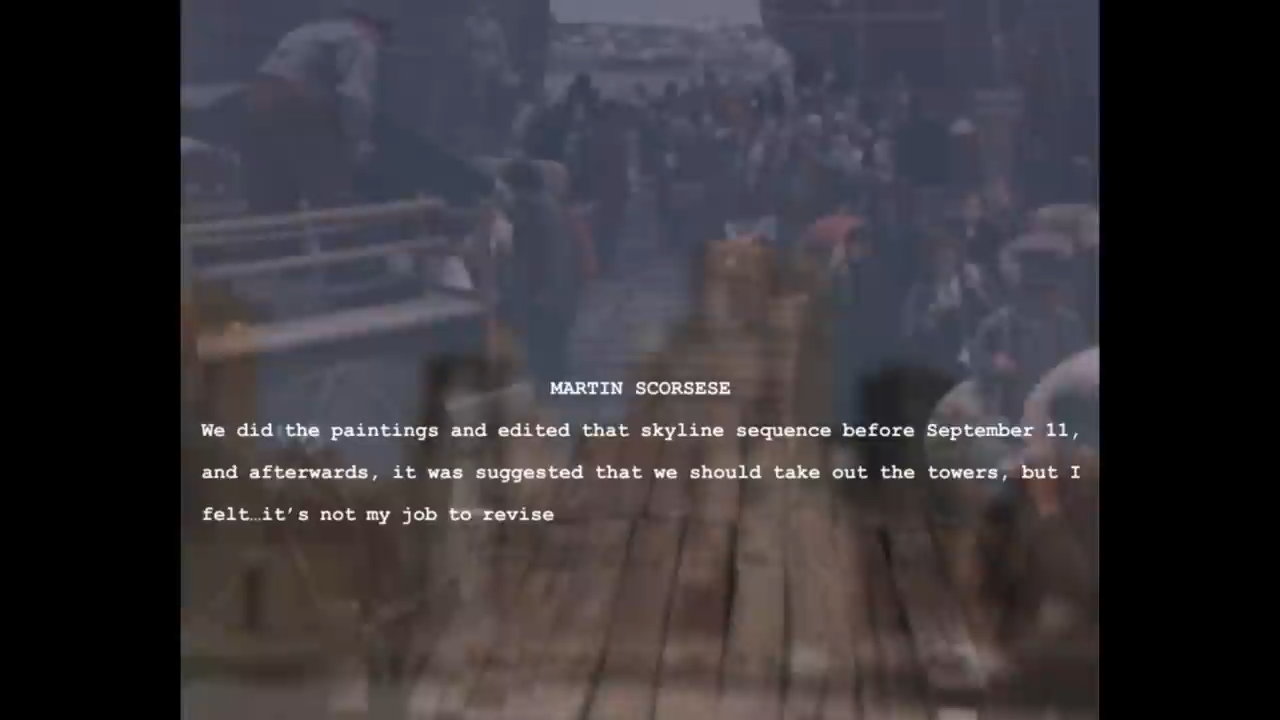 MARTIN SCORSESE
We did the paintings and edited that skyline sequence before September 11,
and afterwards, it was suggested that we should take out the towers, but I
felt…it’s not my job to revise